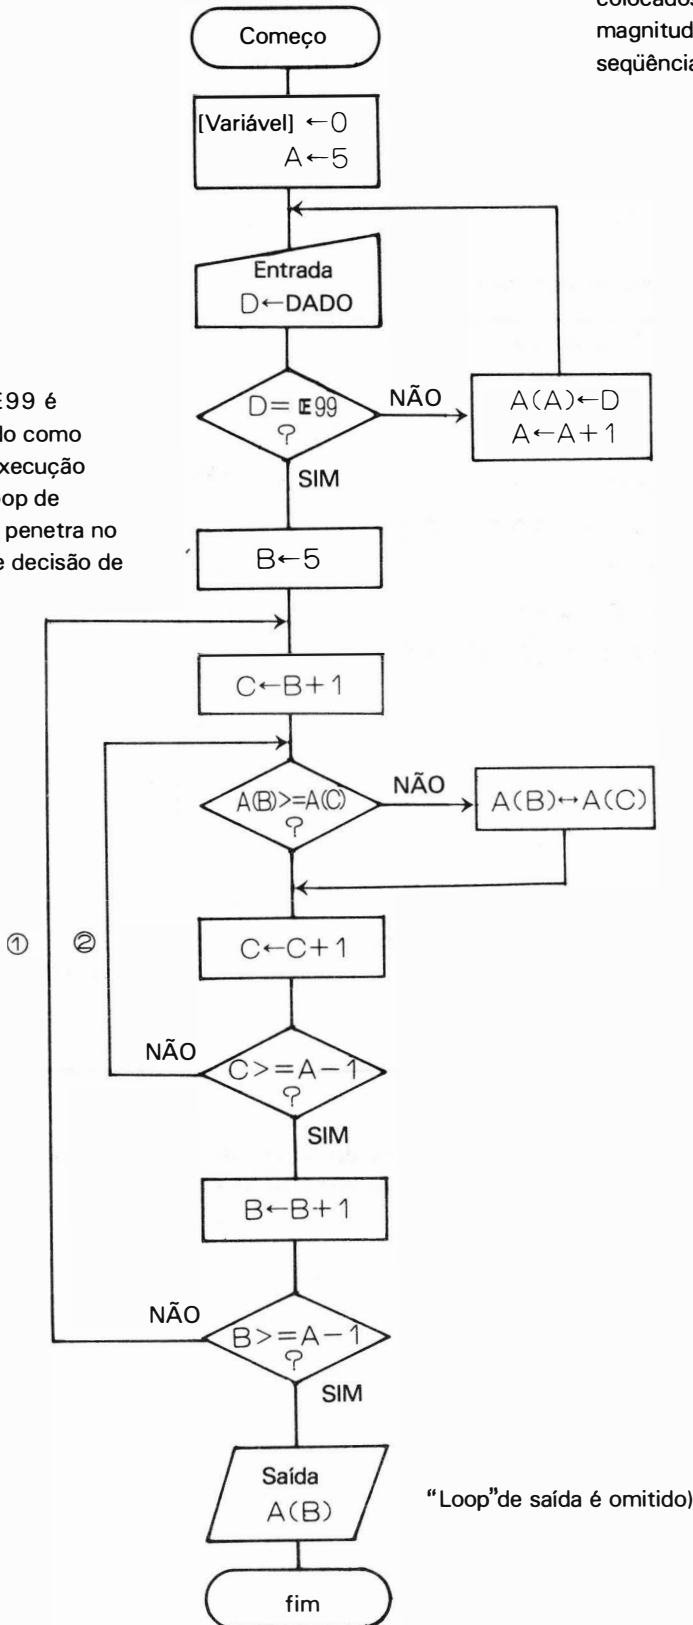 colocados
magnitud
seqüência
Começo
[Variável] ←0
A←5
Entrada
D←DADO
E99 é
do como
xecução
oop de
penetra no
e decisão de
D= E99
?
NÃO
A(A)←D
A←A+1
SIM
B←5
C←B+1
A(B)>=A(C)
?
NÃO
A(B)↔A(C)
① ②
C←C+1
NÃO
C>=A−1
?
SIM
B←B+1
NÃO
B>=A−1
?
SIM
Saída
A(B)
“Loop” de saída é omitido)
fim